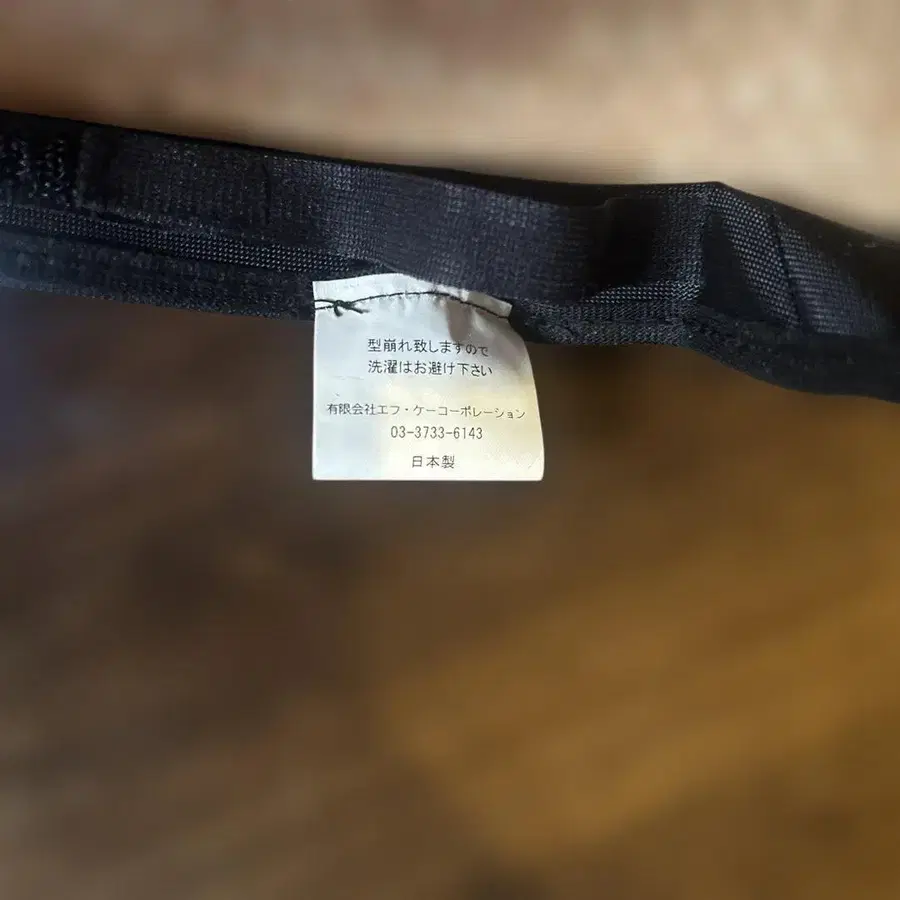 型崩れ致しますので
洗濯はお避け下さい
有限会社エフ・ケーコーポレーション
03-3733-6143
日本製